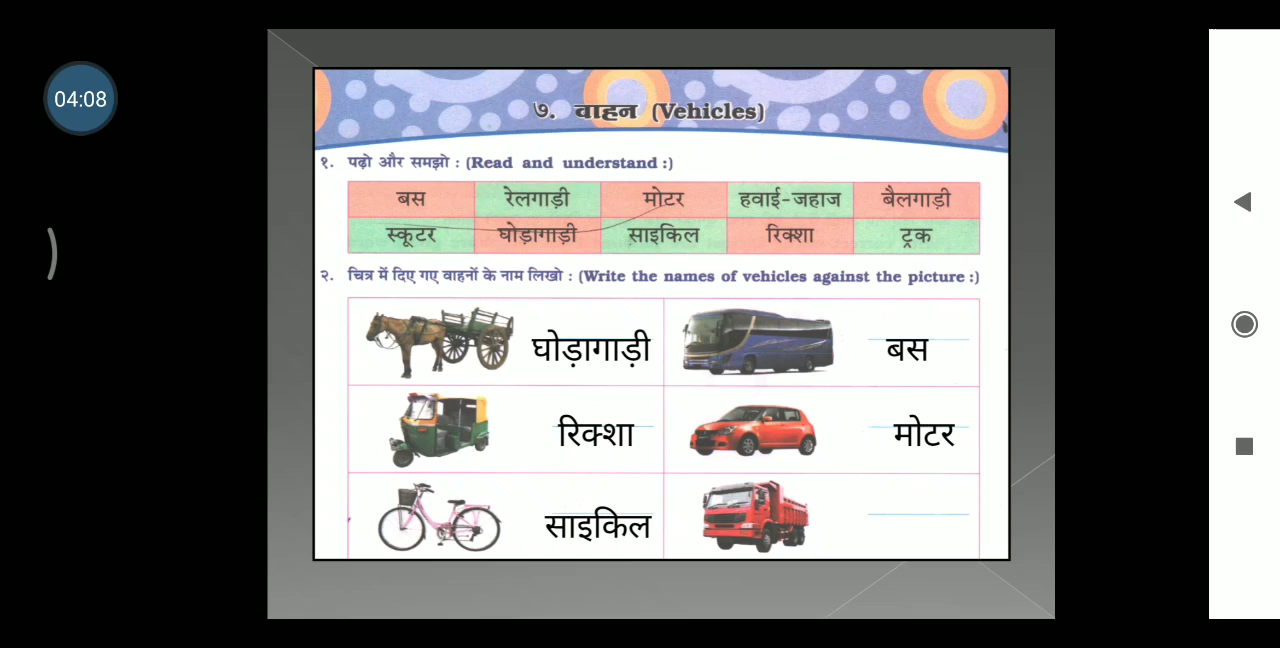 04:08
७. वाहन (Vehicles)
१. पढ़ो और समझो : (Read and understand :)
बस रेलगाड़ी मोटर हवाई-जहाज बैलगाड़ी
स्कूटर घोड़ागाड़ी साइकिल रिक्शा ट्रक
२. चित्र में दिए गए वाहनों के नाम लिखो : (Write the names of vehicles against the picture :)
घोड़ागाड़ी बस
रिक्शा मोटर
साइकिल